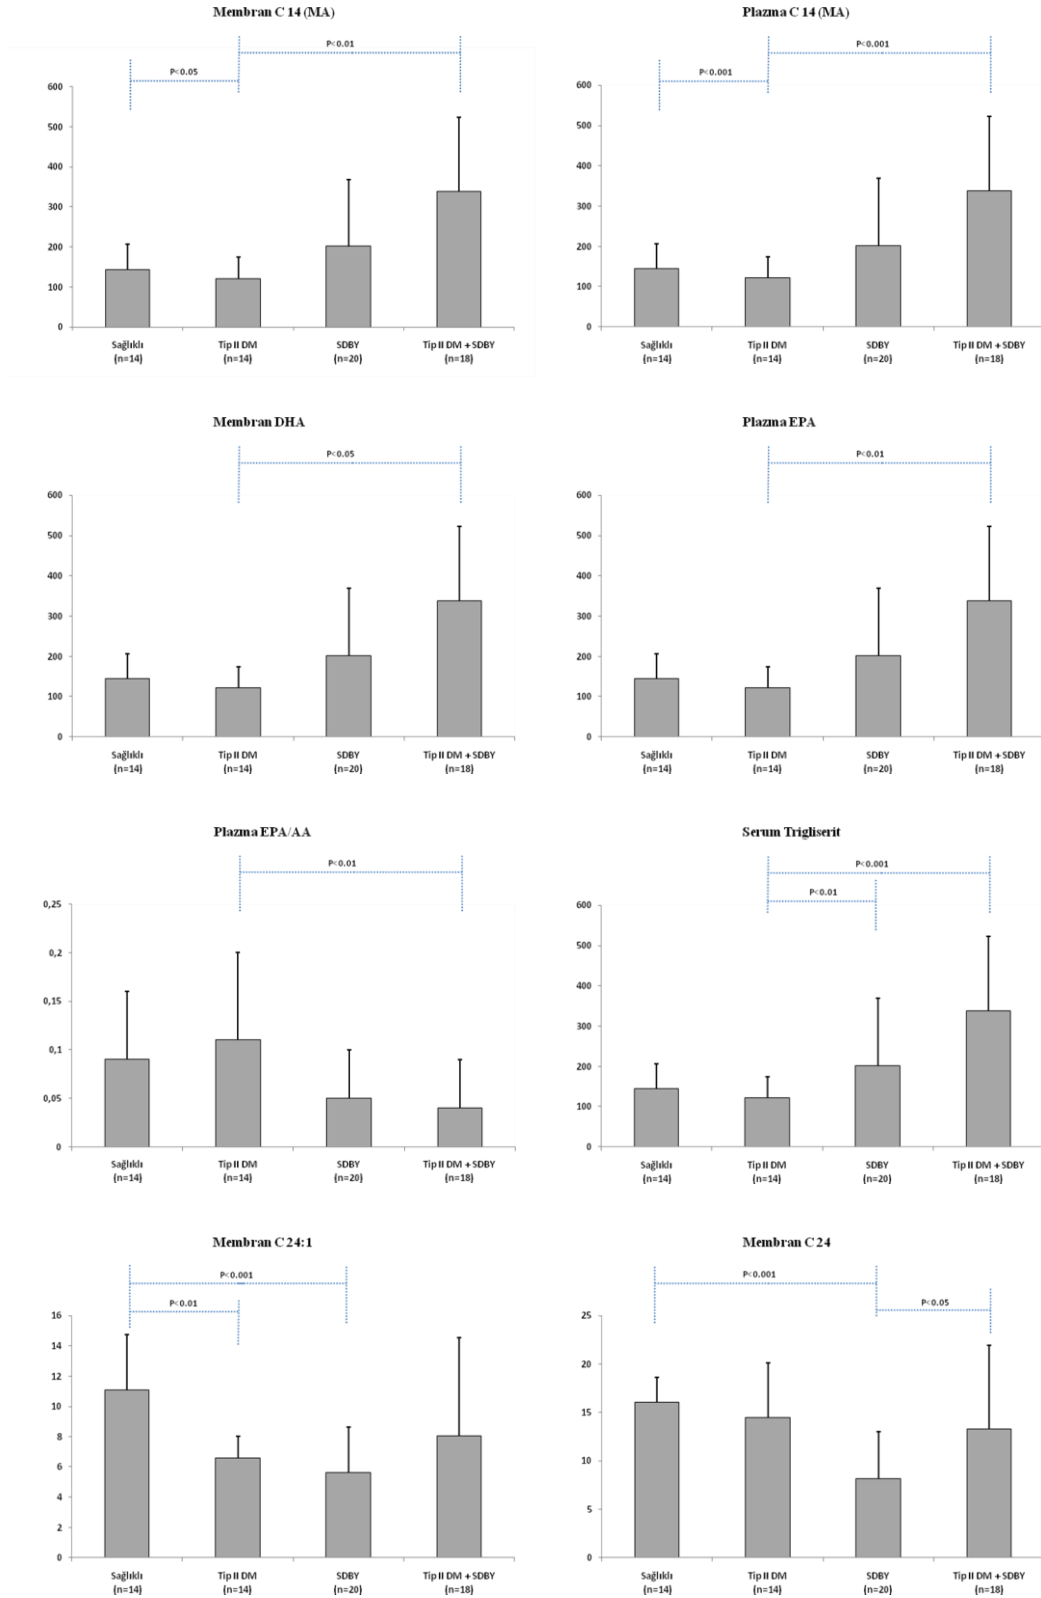 Membran C 14 (MA)
P<0.01
P<0.05
600
500
400
300
200
100
0
Sağlıklı Tip II DM SDBY Tip II DM + SDBY
(n=14) (n=14) (n=20) (n=18)
Plazma C 14 (MA)
P<0.001
P<0.001
600
500
400
300
200
100
0
Sağlıklı Tip II DM SDBY Tip II DM + SDBY
(n=14) (n=14) (n=20) (n=18)
Membran DHA
P<0.05
600
500
400
300
200
100
0
Sağlıklı Tip II DM SDBY Tip II DM + SDBY
(n=14) (n=14) (n=20) (n=18)
Plazma EPA
P<0.01
600
500
400
300
200
100
0
Sağlıklı Tip II DM SDBY Tip II DM + SDBY
(n=14) (n=14) (n=20) (n=18)
Plazma EPA/AA
P<0.01
0,25
0,2
0,15
0,1
0,05
0
Sağlıklı Tip II DM SDBY Tip II DM + SDBY
(n=14) (n=14) (n=20) (n=18)
Serum Trigliserit
P<0.001
P<0.01
600
500
400
300
200
100
0
Sağlıklı Tip II DM SDBY Tip II DM + SDBY
(n=14) (n=14) (n=20) (n=18)
Membran C 24:1
P<0.001
P<0.01
16
14
12
10
8
6
4
2
0
Sağlıklı Tip II DM SDBY Tip II DM + SDBY
(n=14) (n=14) (n=20) (n=18)
Membran C 24
P<0.001
P<0.05
25
20
15
10
5
0
Sağlıklı Tip II DM SDBY Tip II DM + SDBY
(n=14) (n=14) (n=20) (n=18)